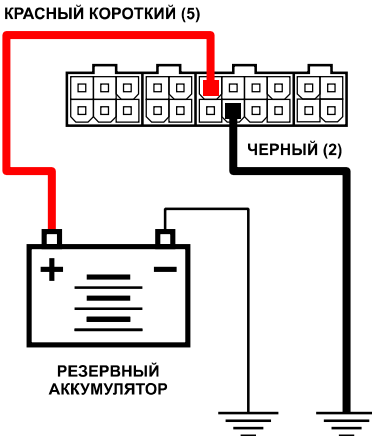 КРАСНЫЙ КОРОТКИЙ (5)
ЧЕРНЫЙ (2)
+ −
РЕЗЕРВНЫЙ
АККУМУЛЯТОР